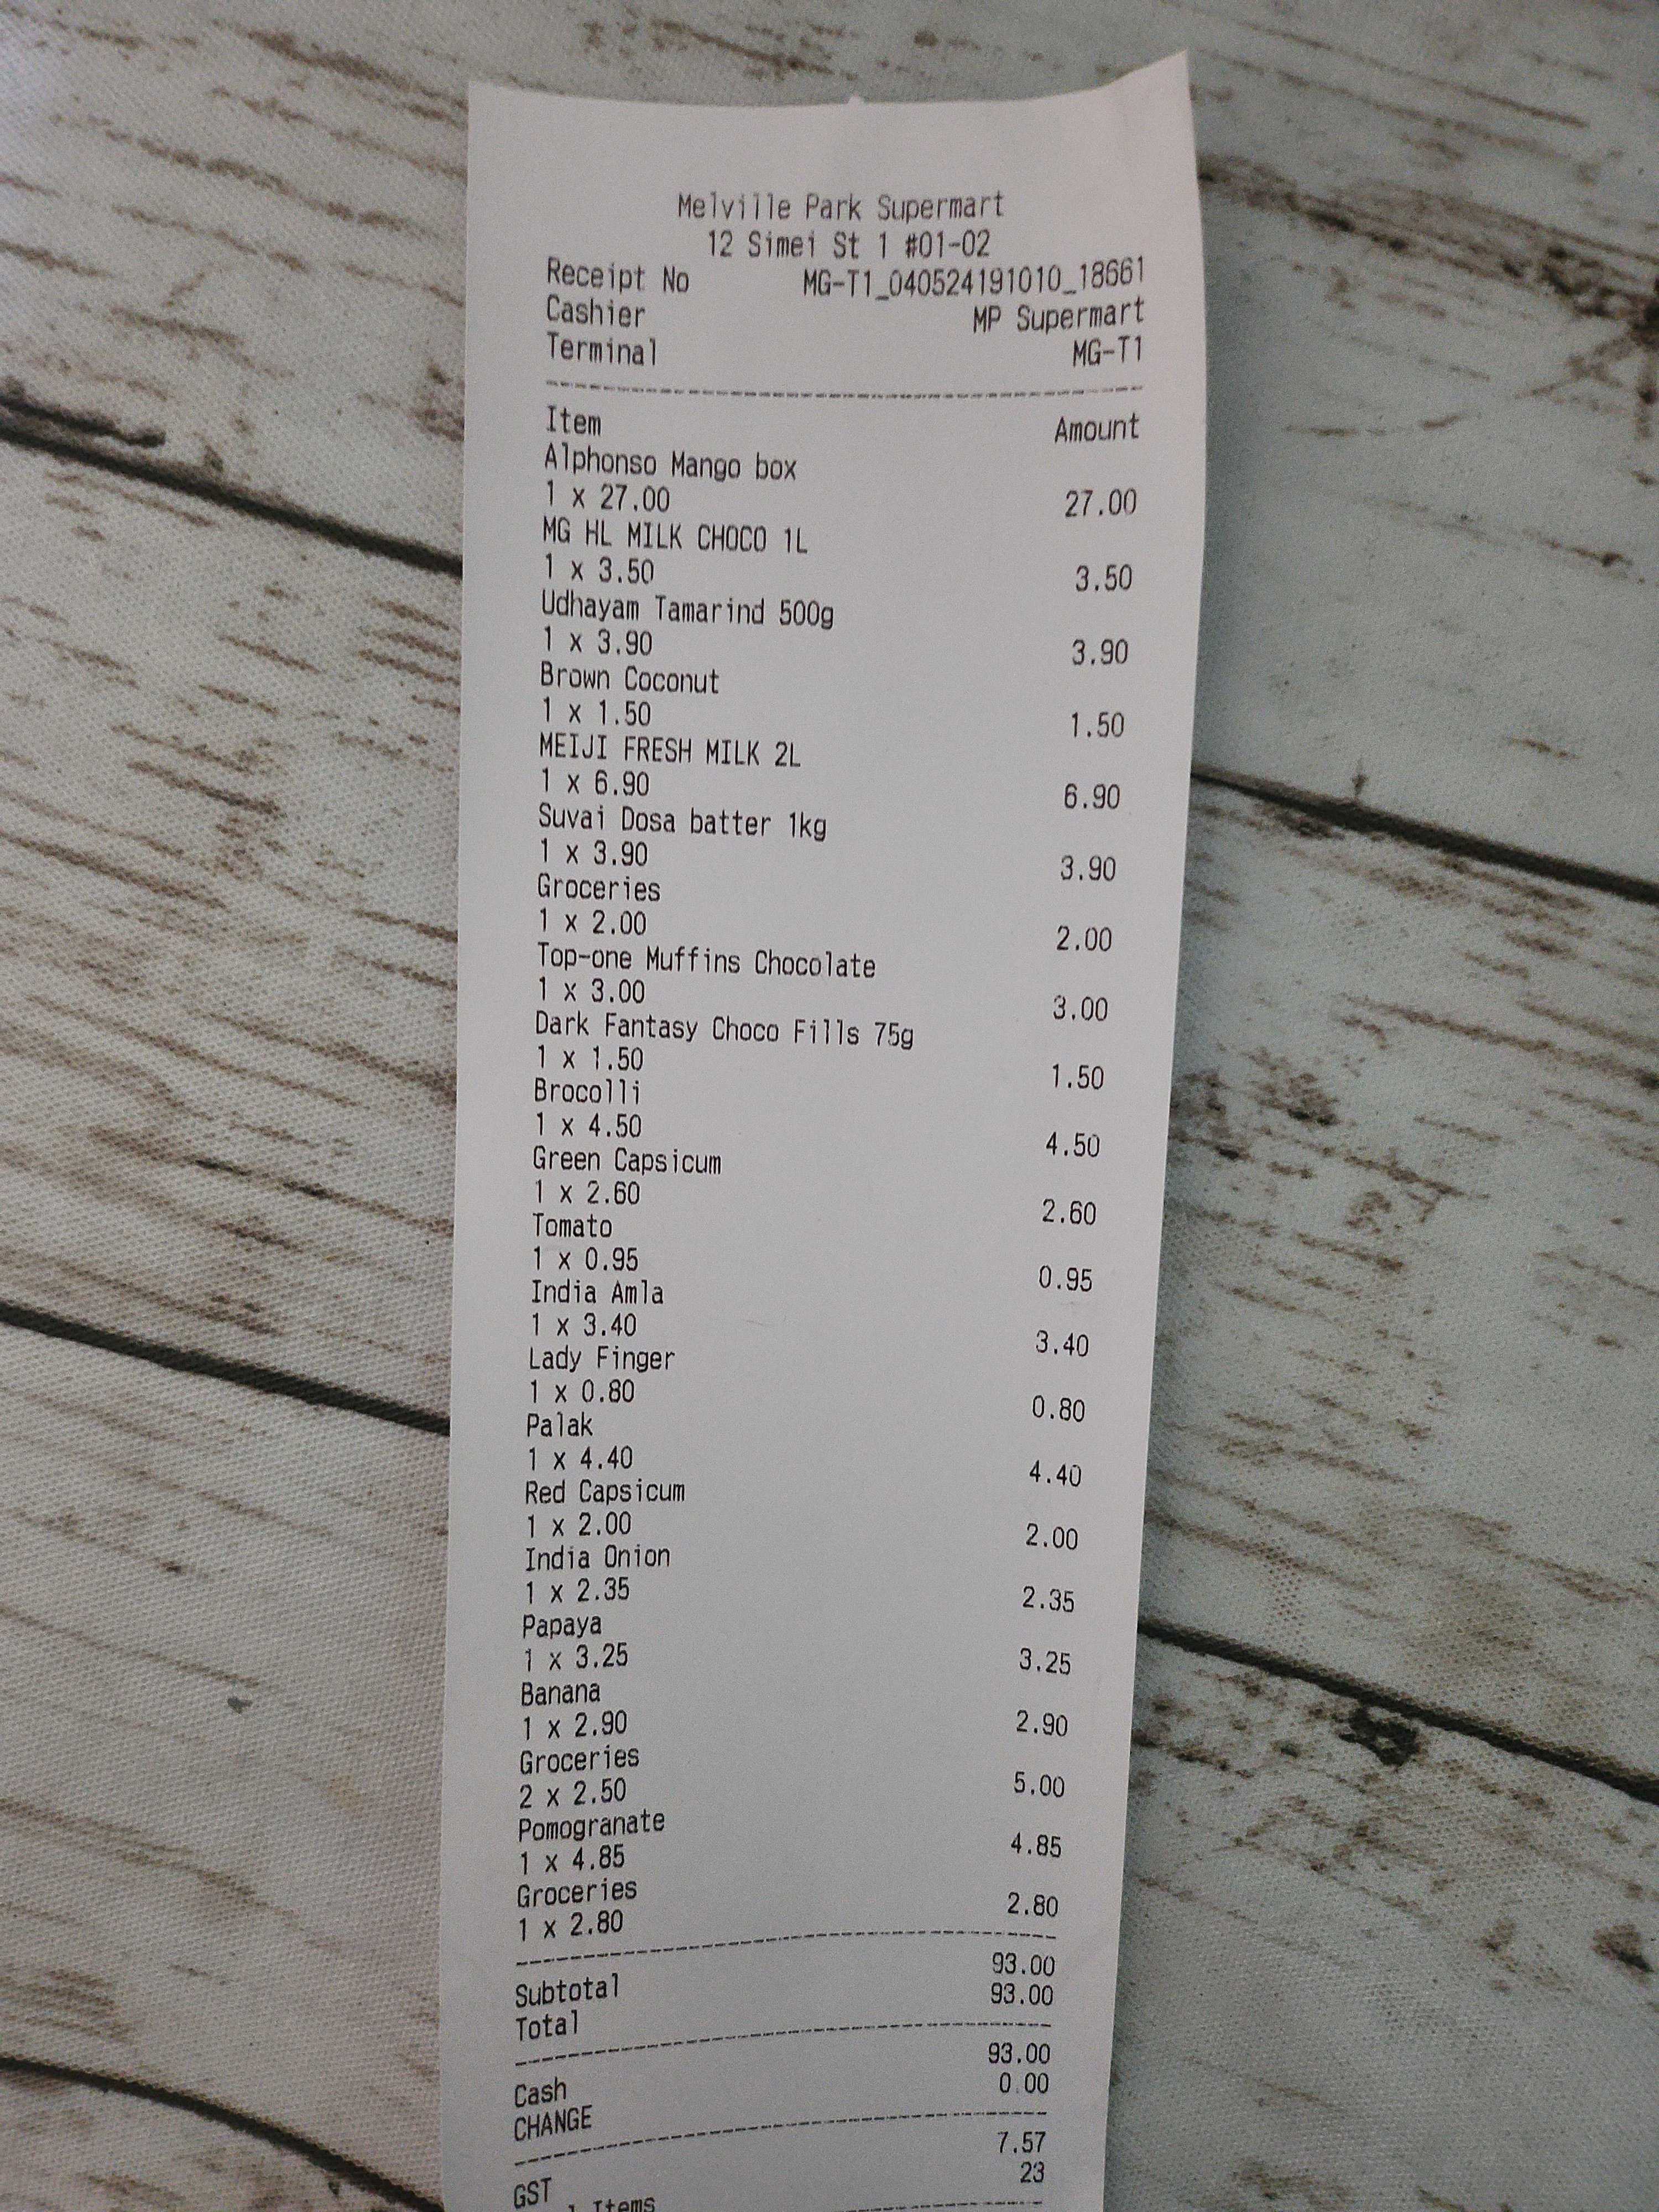 Melville Park Supermart
12 Simei St 1 #01-02
Receipt No MG-T1_040524191010_18661
Cashier MP Supermart
Terminal MG-T1
Item Amount
Alphonso Mango box
1 x 27.00 27.00
MG HL MILK CHOCO 1L
1 x 3.50 3.50
Udhayam Tamarind 500g
1 x 3.90 3.90
Brown Coconut
1 x 1.50 1.50
MEIJI FRESH MILK 2L
1 x 6.90 6.90
Suvai Dosa batter 1kg
1 x 3.90 3.90
Groceries
1 x 2.00 2.00
Top-one Muffins Chocolate
1 x 3.00 3.00
Dark Fantasy Choco Fills 75g
1 x 1.50 1.50
Brocolli
1 x 4.50 4.50
Green Capsicum
1 x 2.60 2.60
Tomato
1 x 0.95 0.95
India Amla
1 x 3.40 3.40
Lady Finger
1 x 0.80 0.80
Palak
1 x 4.40 4.40
Red Capsicum
1 x 2.00 2.00
India Onion
1 x 2.35 2.35
Papaya
1 x 3.25 3.25
Banana
1 x 2.90 2.90
Groceries
2 x 2.50 5.00
Pomogranate
1 x 4.85 4.85
Groceries
1 x 2.80 2.80
Subtotal 93.00
Total 93.00
Cash 93.00
CHANGE 0.00
GST 7.57
Items 23